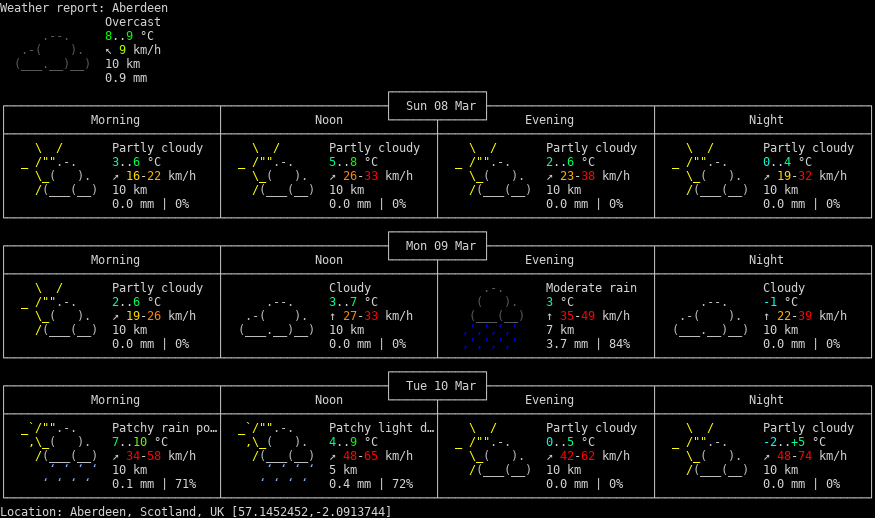 Weather report: Aberdeen
Overcast
8..9 °C
↖ 9 km/h
10 km
0.9 mm
Sun 08 Mar
Morning Noon Evening Night
Partly cloudy Partly cloudy Partly cloudy Partly cloudy
3..6 °C 5..8 °C 2..6 °C 0..4 °C
↗ 16-22 km/h ↗ 26-33 km/h ↗ 23-38 km/h ↗ 19-32 km/h
10 km 10 km 10 km 10 km
0.0 mm | 0% 0.0 mm | 0% 0.0 mm | 0% 0.0 mm | 0%
Mon 09 Mar
Morning Noon Evening Night
Partly cloudy Cloudy Moderate rain Cloudy
2..6 °C 3..7 °C 3 °C -1 °C
↗ 19-26 km/h ↑ 27-33 km/h ↑ 35-49 km/h ↑ 22-39 km/h
10 km 10 km 7 km 10 km
0.0 mm | 0% 0.0 mm | 0% 3.7 mm | 84% 0.0 mm | 0%
Tue 10 Mar
Morning Noon Evening Night
Patchy rain po… Patchy light d… Partly cloudy Partly cloudy
7..10 °C 4..9 °C 0..5 °C -2..+5 °C
↗ 34-58 km/h ↗ 48-65 km/h ↗ 42-62 km/h ↗ 48-74 km/h
10 km 5 km 10 km 10 km
0.1 mm | 71% 0.4 mm | 72% 0.0 mm | 0% 0.0 mm | 0%
Location: Aberdeen, Scotland, UK [57.1452452,-2.0913744]